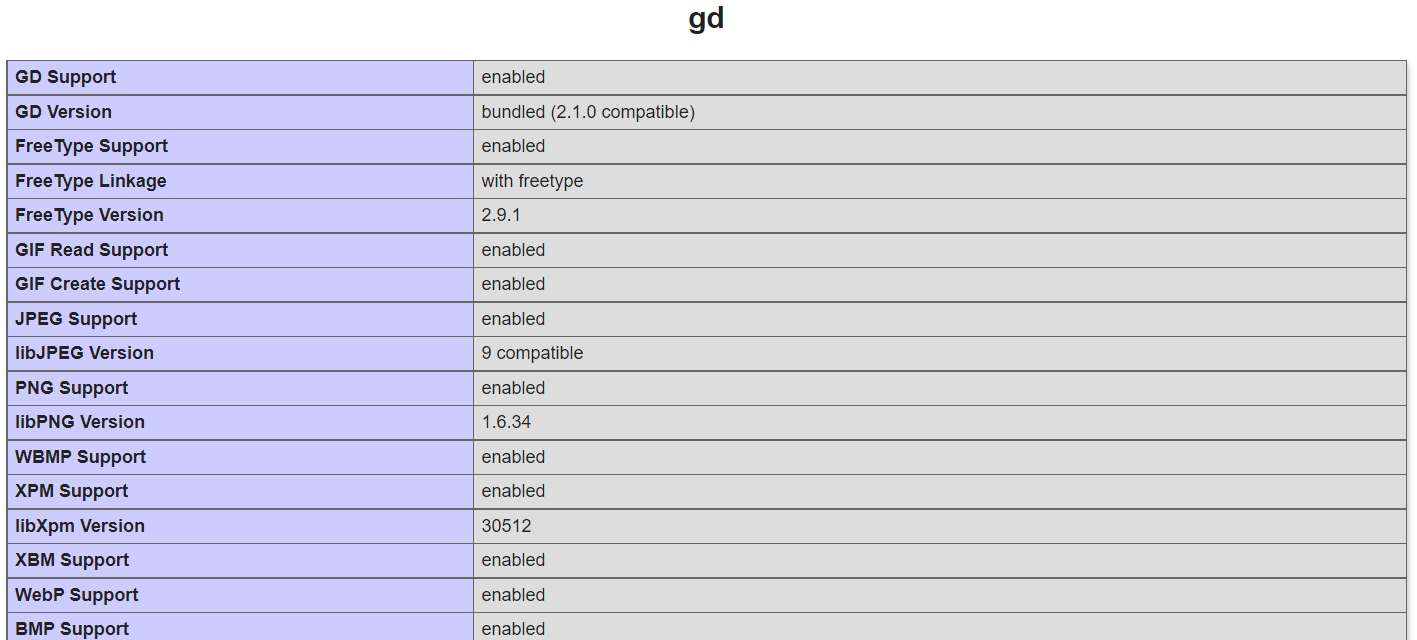 gd
GD Support enabled
GD Version bundled (2.1.0 compatible)
FreeType Support enabled
FreeType Linkage with freetype
FreeType Version 2.9.1
GIF Read Support enabled
GIF Create Support enabled
JPEG Support enabled
libJPEG Version 9 compatible
PNG Support enabled
libPNG Version 1.6.34
WBMP Support enabled
XPM Support enabled
libXpm Version 30512
XBM Support enabled
WebP Support enabled
BMP Support enabled